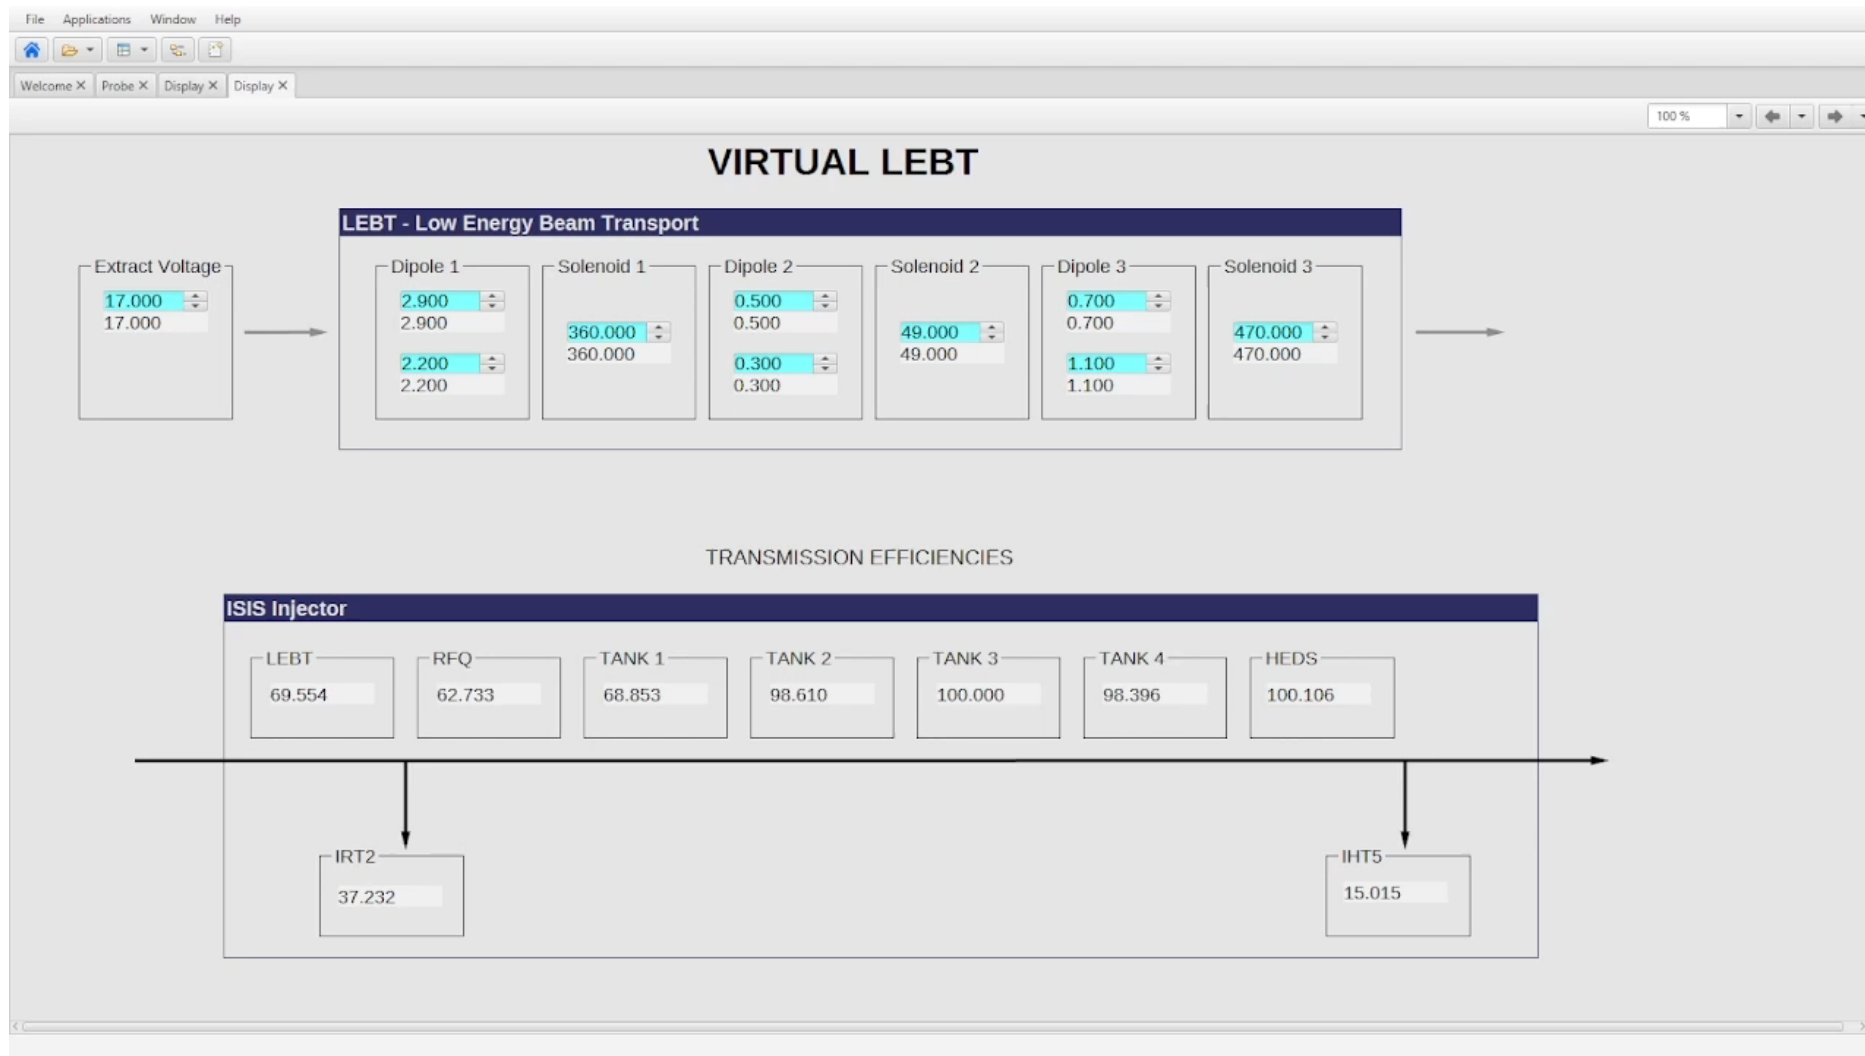 File Applications Window Help
Welcome Probe Display Display
100 %
VIRTUAL LEBT
LEBT - Low Energy Beam Transport
Extract Voltage Dipole 1 Solenoid 1 Dipole 2 Solenoid 2 Dipole 3 Solenoid 3
17.000 2.900 0.500 0.700
17.000 2.900 0.500 0.700
360.000 49.000 470.000
360.000 49.000 470.000
2.200 0.300 1.100
2.200 0.300 1.100
TRANSMISSION EFFICIENCIES
ISIS Injector
LEBT RFQ TANK 1 TANK 2 TANK 3 TANK 4 HEDS
69.554 62.733 68.853 98.610 100.000 98.396 100.106
IRT2 IHT5
37.232 15.015